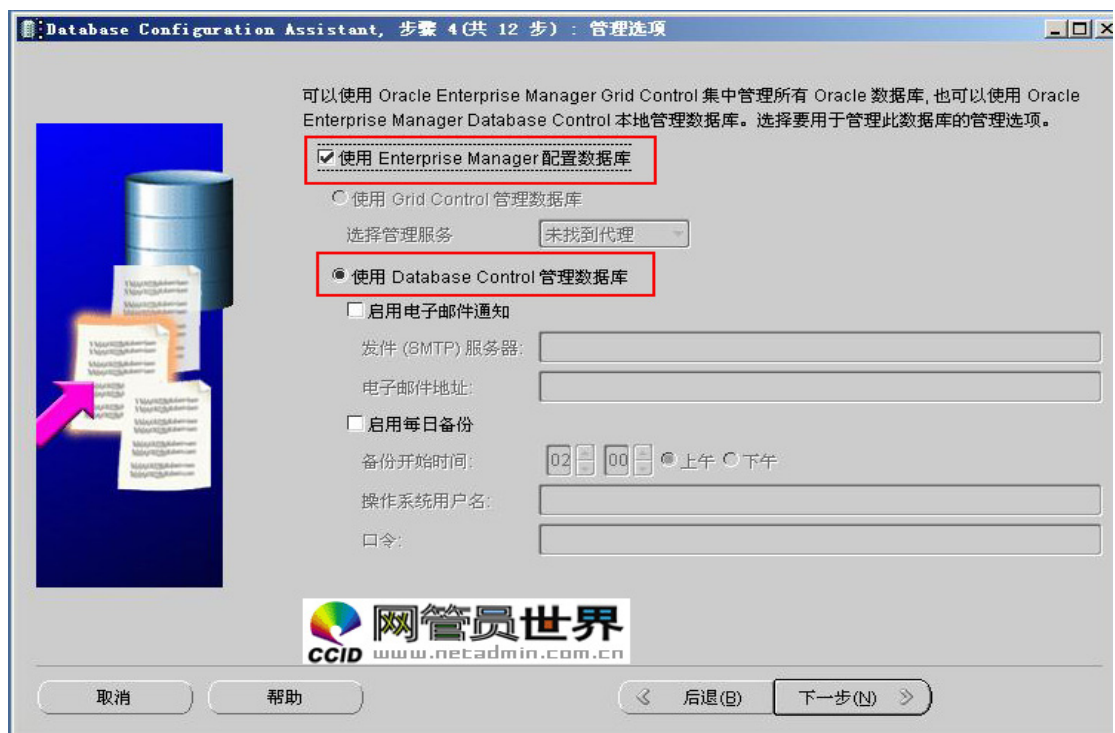 Database Configuration Assistant, 步骤 4(共 12 步) : 管理选项
可以使用 Oracle Enterprise Manager Grid Control 集中管理所有 Oracle 数据库, 也可以使用 Oracle
Enterprise Manager Database Control 本地管理数据库。选择要用于管理此数据库的管理选项。
使用 Enterprise Manager 配置数据库
使用 Grid Control 管理数据库
选择管理服务 未找到代理
使用 Database Control 管理数据库
启用电子邮件通知
发件 (SMTP) 服务器:
电子邮件地址:
启用每日备份
备份开始时间: 02 00 上午 下午
操作系统用户名:
口令:
CCID 网管员世界
www.netadmin.com.cn
取消 帮助 后退(B) 下一步(N)